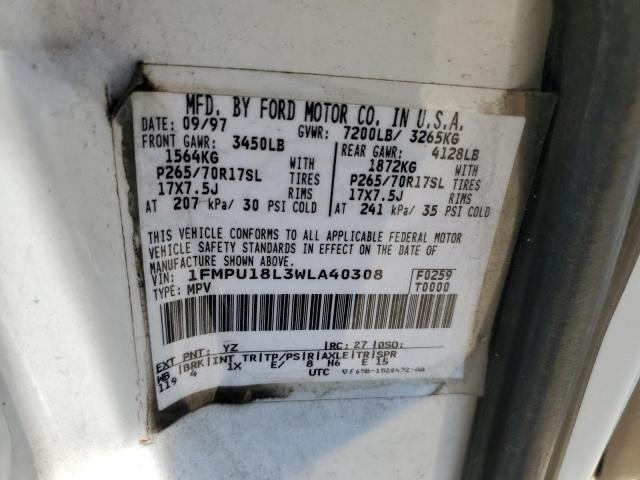 MFD. BY FORD MOTOR CO. IN U.S.A.
DATE: 09/97 GVWR: 7200LB/ 3265KG
FRONT GAWR: 3450LB REAR GAWR: 4128LB
1564KG WITH 1872KG WITH
P265/70R17SL TIRES P265/70R17SL TIRES
17X7.5J RIMS 17X7.5J RIMS
AT 207 kPa/ 30 PSI COLD AT 241 kPa/ 35 PSI COLD
THIS VEHICLE CONFORMS TO ALL APPLICABLE FEDERAL MOTOR
VEHICLE SAFETY STANDARDS IN EFFECT ON THE DATE OF
MANUFACTURE SHOWN ABOVE.
VIN: 1FMPU18L3WLA40308 F0259
TYPE: MPV T0000
EXT PNT: YZ RC: 27 DSO:
WB BRK INT TR TP/PS R AXLE TR SPR
119 4 1X E/ 8 H6 E 15
UTC